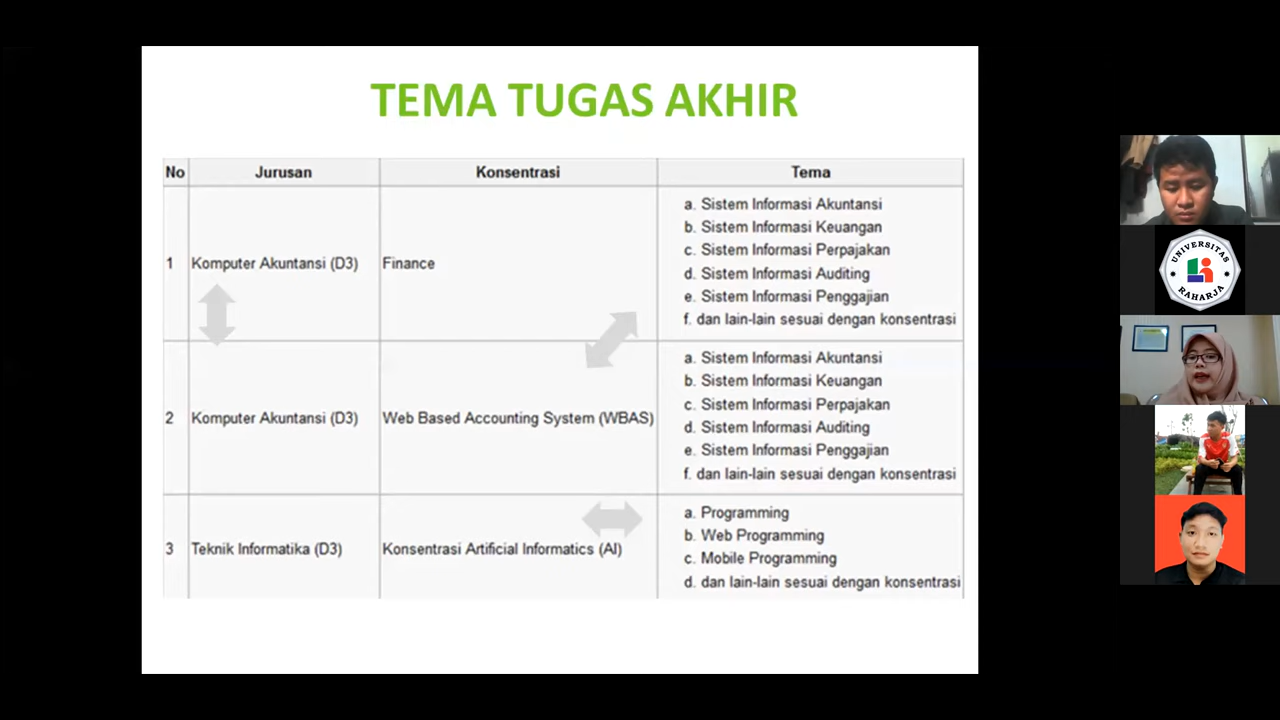 TEMA TUGAS AKHIR
No Jurusan Konsentrasi Tema
1 Komputer Akuntansi (D3) Finance
a. Sistem Informasi Akuntansi
b. Sistem Informasi Keuangan
c. Sistem Informasi Perpajakan
d. Sistem Informasi Auditing
e. Sistem Informasi Penggajian
f. dan lain-lain sesuai dengan konsentrasi
2 Komputer Akuntansi (D3) Web Based Accounting System (WBAS)
a. Sistem Informasi Akuntansi
b. Sistem Informasi Keuangan
c. Sistem Informasi Perpajakan
d. Sistem Informasi Auditing
e. Sistem Informasi Penggajian
f. dan lain-lain sesuai dengan konsentrasi
3 Teknik Informatika (D3) Konsentrasi Artificial Informatics (AI)
a. Programming
b. Web Programming
c. Mobile Programming
d. dan lain-lain sesuai dengan konsentrasi
UNIVERSITAS
RAHARJA